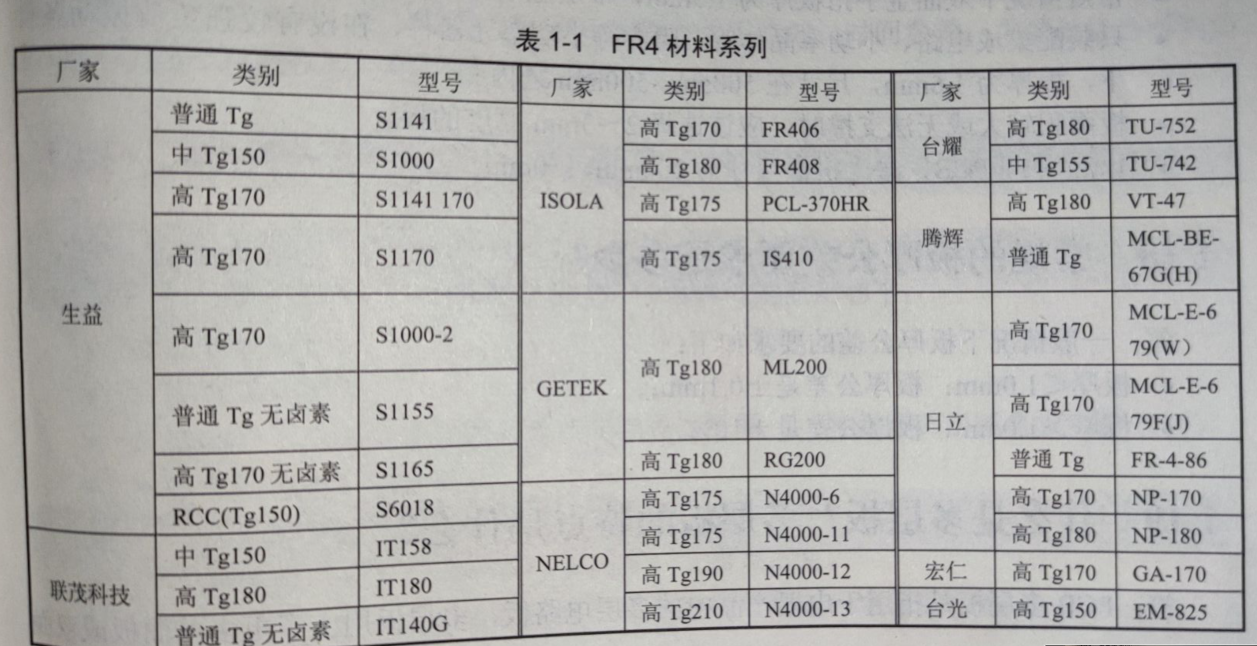 表 1-1 FR4 材料系列
厂家 类别 型号 厂家 类别 型号 厂家 类别 型号
生益 普通 Tg S1141 ISOLA 高 Tg170 FR406 台耀 高 Tg180 TU-752
中 Tg150 S1000 高 Tg180 FR408 中 Tg155 TU-742
高 Tg170 S1141 170 高 Tg175 PCL-370HR 腾辉 高 Tg180 VT-47
高 Tg170 S1170 高 Tg175 IS410 普通 Tg MCL-BE-
67G(H)
高 Tg170 S1000-2 GETEK 高 Tg180 ML200 日立 高 Tg170 MCL-E-6
79(W）
普通 Tg 无卤素 S1155 高 Tg170 MCL-E-6
79F(J)
高 Tg170 无卤素 S1165 高 Tg180 RG200 普通 Tg FR-4-86
RCC(Tg150) S6018 NELCO 高 Tg175 N4000-6 高 Tg170 NP-170
联茂科技 中 Tg150 IT158 高 Tg175 N4000-11 高 Tg180 NP-180
高 Tg180 IT180 高 Tg190 N4000-12 宏仁 高 Tg170 GA-170
普通 Tg 无卤素 IT140G 高 Tg210 N4000-13 台光 高 Tg150 EM-825